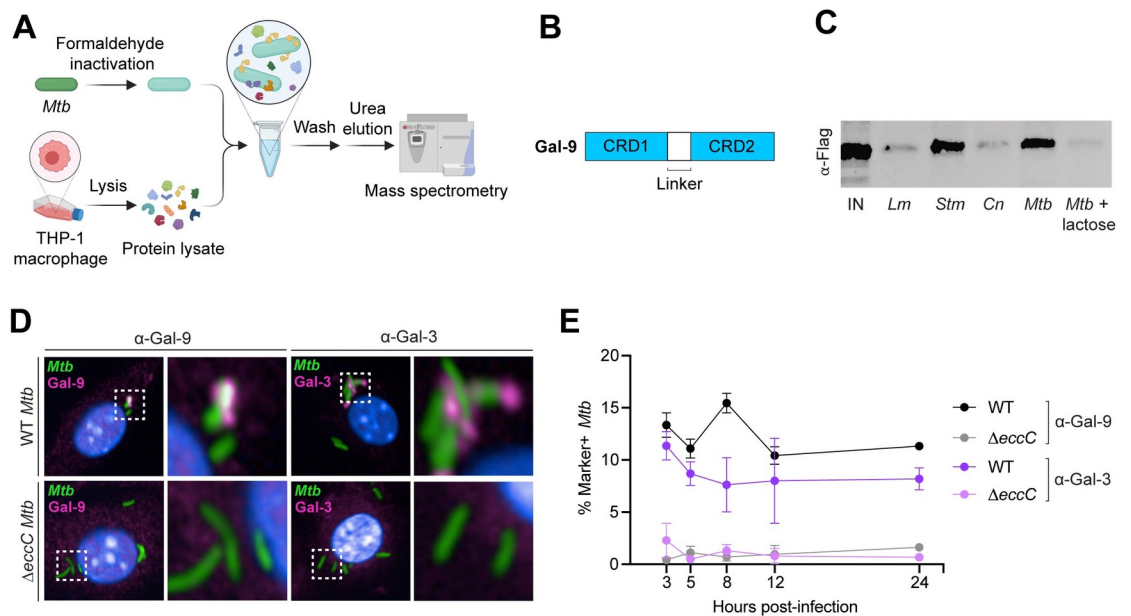 A
Formaldehyde
inactivation
Mtb
Lysis
THP-1
macrophage
Protein lysate
Wash
Urea
elution
Mass spectrometry
B
Gal-9
CRD1
CRD2
Linker
C
α-Flag
IN
Lm
Stm
Cn
Mtb
Mtb +
lactose
D
α-Gal-9
α-Gal-3
WT Mtb
Mtb
Gal-9
Mtb
Gal-3
ΔeccC Mtb
Mtb
Gal-9
Mtb
Gal-3
E
% Marker+ Mtb
20
15
10
5
0
3
5
8
12
24
Hours post-infection
WT
ΔeccC
α-Gal-9
WT
ΔeccC
α-Gal-3